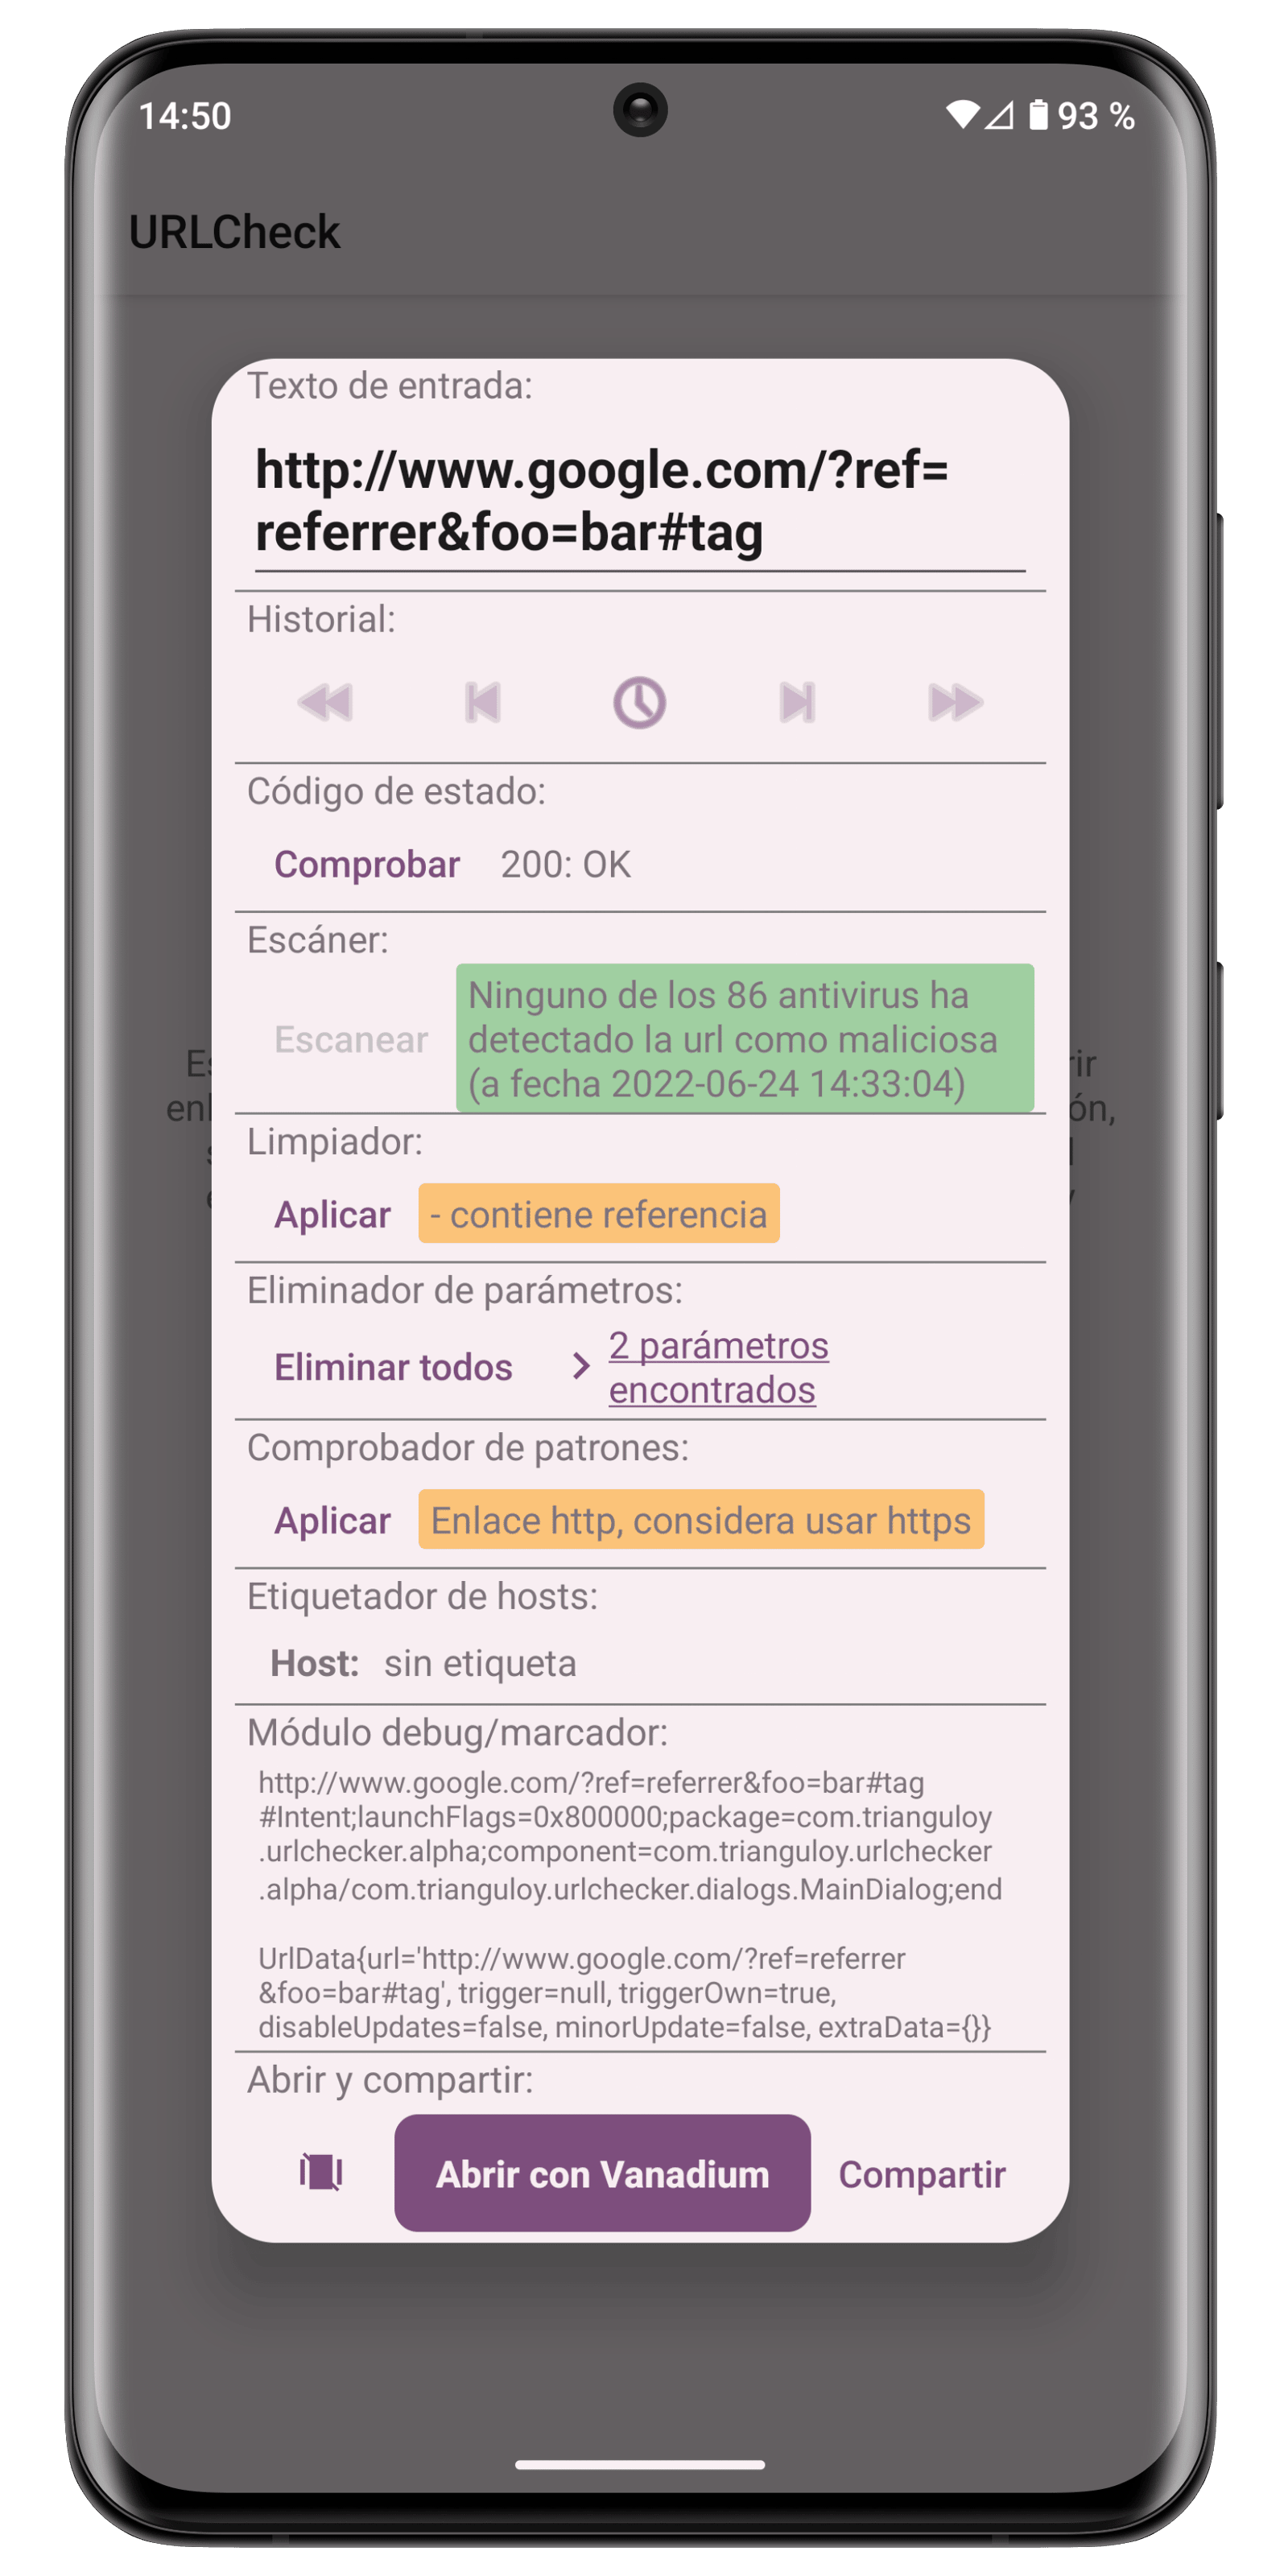 14:50
93 %
URLCheck
Texto de entrada:
http://www.google.com/?ref=
referrer&foo=bar#tag
Historial:
Código de estado:
Comprobar 200: OK
Escáner:
Escanear
Ninguno de los 86 antivirus ha
detectado la url como maliciosa
(a fecha 2022-06-24 14:33:04)
Limpiador:
Aplicar - contiene referencia
Eliminador de parámetros:
Eliminar todos
2 parámetros
encontrados
Comprobador de patrones:
Aplicar Enlace http, considera usar https
Etiquetador de hosts:
Host: sin etiqueta
Módulo debug/marcador:
http://www.google.com/?ref=referrer&foo=bar#tag
#Intent;launchFlags=0x800000;package=com.trianguloy
.urlchecker.alpha;component=com.trianguloy.urlchecker
.alpha/com.trianguloy.urlchecker.dialogs.MainDialog;end
UrlData{url='http://www.google.com/?ref=referrer
&foo=bar#tag', trigger=null, triggerOwn=true,
disableUpdates=false, minorUpdate=false, extraData={}}
Abrir y compartir:
Abrir con Vanadium
Compartir